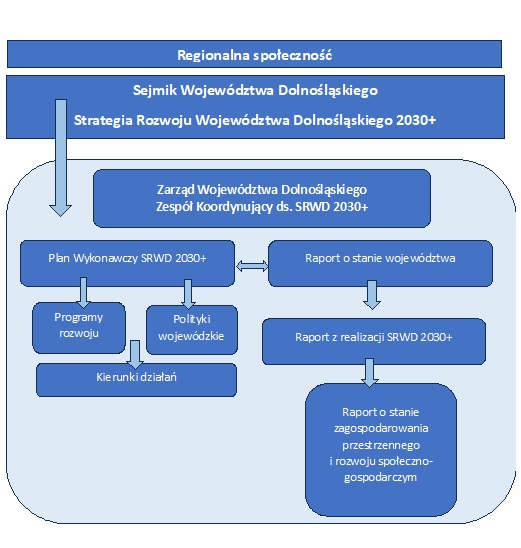 Regionalna społeczność
Sejmik Województwa Dolnośląskiego
Strategia Rozwoju Województwa Dolnośląskiego 2030+
Zarząd Województwa Dolnośląskiego
Zespół Koordynujący ds. SRWD 2030+
Plan Wykonawczy SRWD 2030+
Raport o stanie województwa
Programy
rozwoju
Polityki
wojewódzkie
Raport z realizacji SRWD 2030+
Kierunki działań
Raport o stanie
zagospodarowania
przestrzennego
i rozwoju społeczno-
gospodarczym